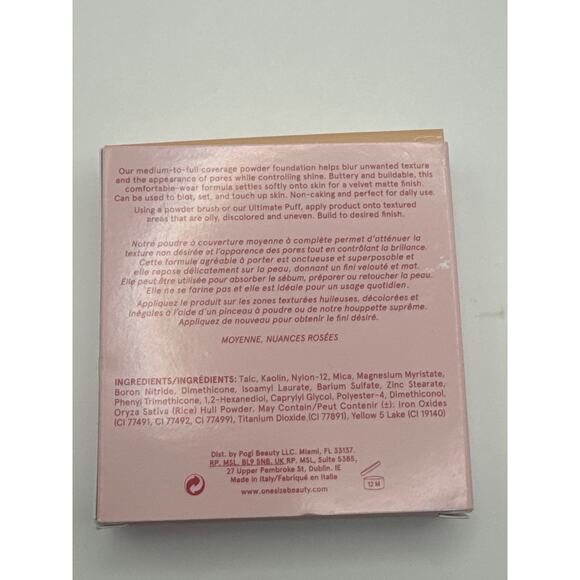 Our medium-to-full coverage powder foundation helps blur unwanted texture
and the appearance of pores while controlling shine. Buttery and buildable, this
comfortable-wear formula settles softly onto skin for a velvet matte finish.
Can be used to blot, set, and touch up skin. Non-caking and perfect for daily use.
Using a powder brush or our Ultimate Puff, apply product onto textured
areas that are oily, discolored and uneven. Build to desired finish.
Notre poudre à couverture moyenne à complète permet d'atténuer la
texture non désirée et l'apparence des pores tout en contrôlant la brillance.
Cette formule agréable à porter est onctueuse et superposable et
elle repose délicatement sur la peau, donnant un fini velouté et mat.
Elle peut être utilisée pour absorber le sébum, préparer ou retoucher la peau.
Elle ne se farine pas et elle est idéale pour un usage quotidien.
Appliquez le produit sur les zones texturées huileuses, décolorées et
inégales à l'aide d'un pinceau à poudre ou de notre houppette suprême.
Appliquez de nouveau pour obtenir le fini désiré.
MOYENNE, NUANCES ROSÉES
INGREDIENTS/INGRÉDIENTS: Talc, Kaolin, Nylon-12, Mica, Magnesium Myristate,
Boron Nitride, Dimethicone, Isoamyl Laurate, Barium Sulfate, Zinc Stearate,
Phenyl Trimethicone, 1,2-Hexanediol, Caprylyl Glycol, Polyester-4, Dimethiconol,
Oryza Sativa (Rice) Hull Powder. May Contain/Peut Contenir (±): Iron Oxides
(CI 77491, CI 77492, CI 77499), Titanium Dioxide (CI 77891), Yellow 5 Lake (CI 19140)
Dist. by Pogi Beauty LLC. Miami, FL 33137.
RP. MSL, BL9 5NB. UK RP. MSL, Suite 5385,
27 Upper Pembroke St, Dublin. IE
Made in Italy/Fabriqué en Italie
www.onesizebeauty.com
12 M